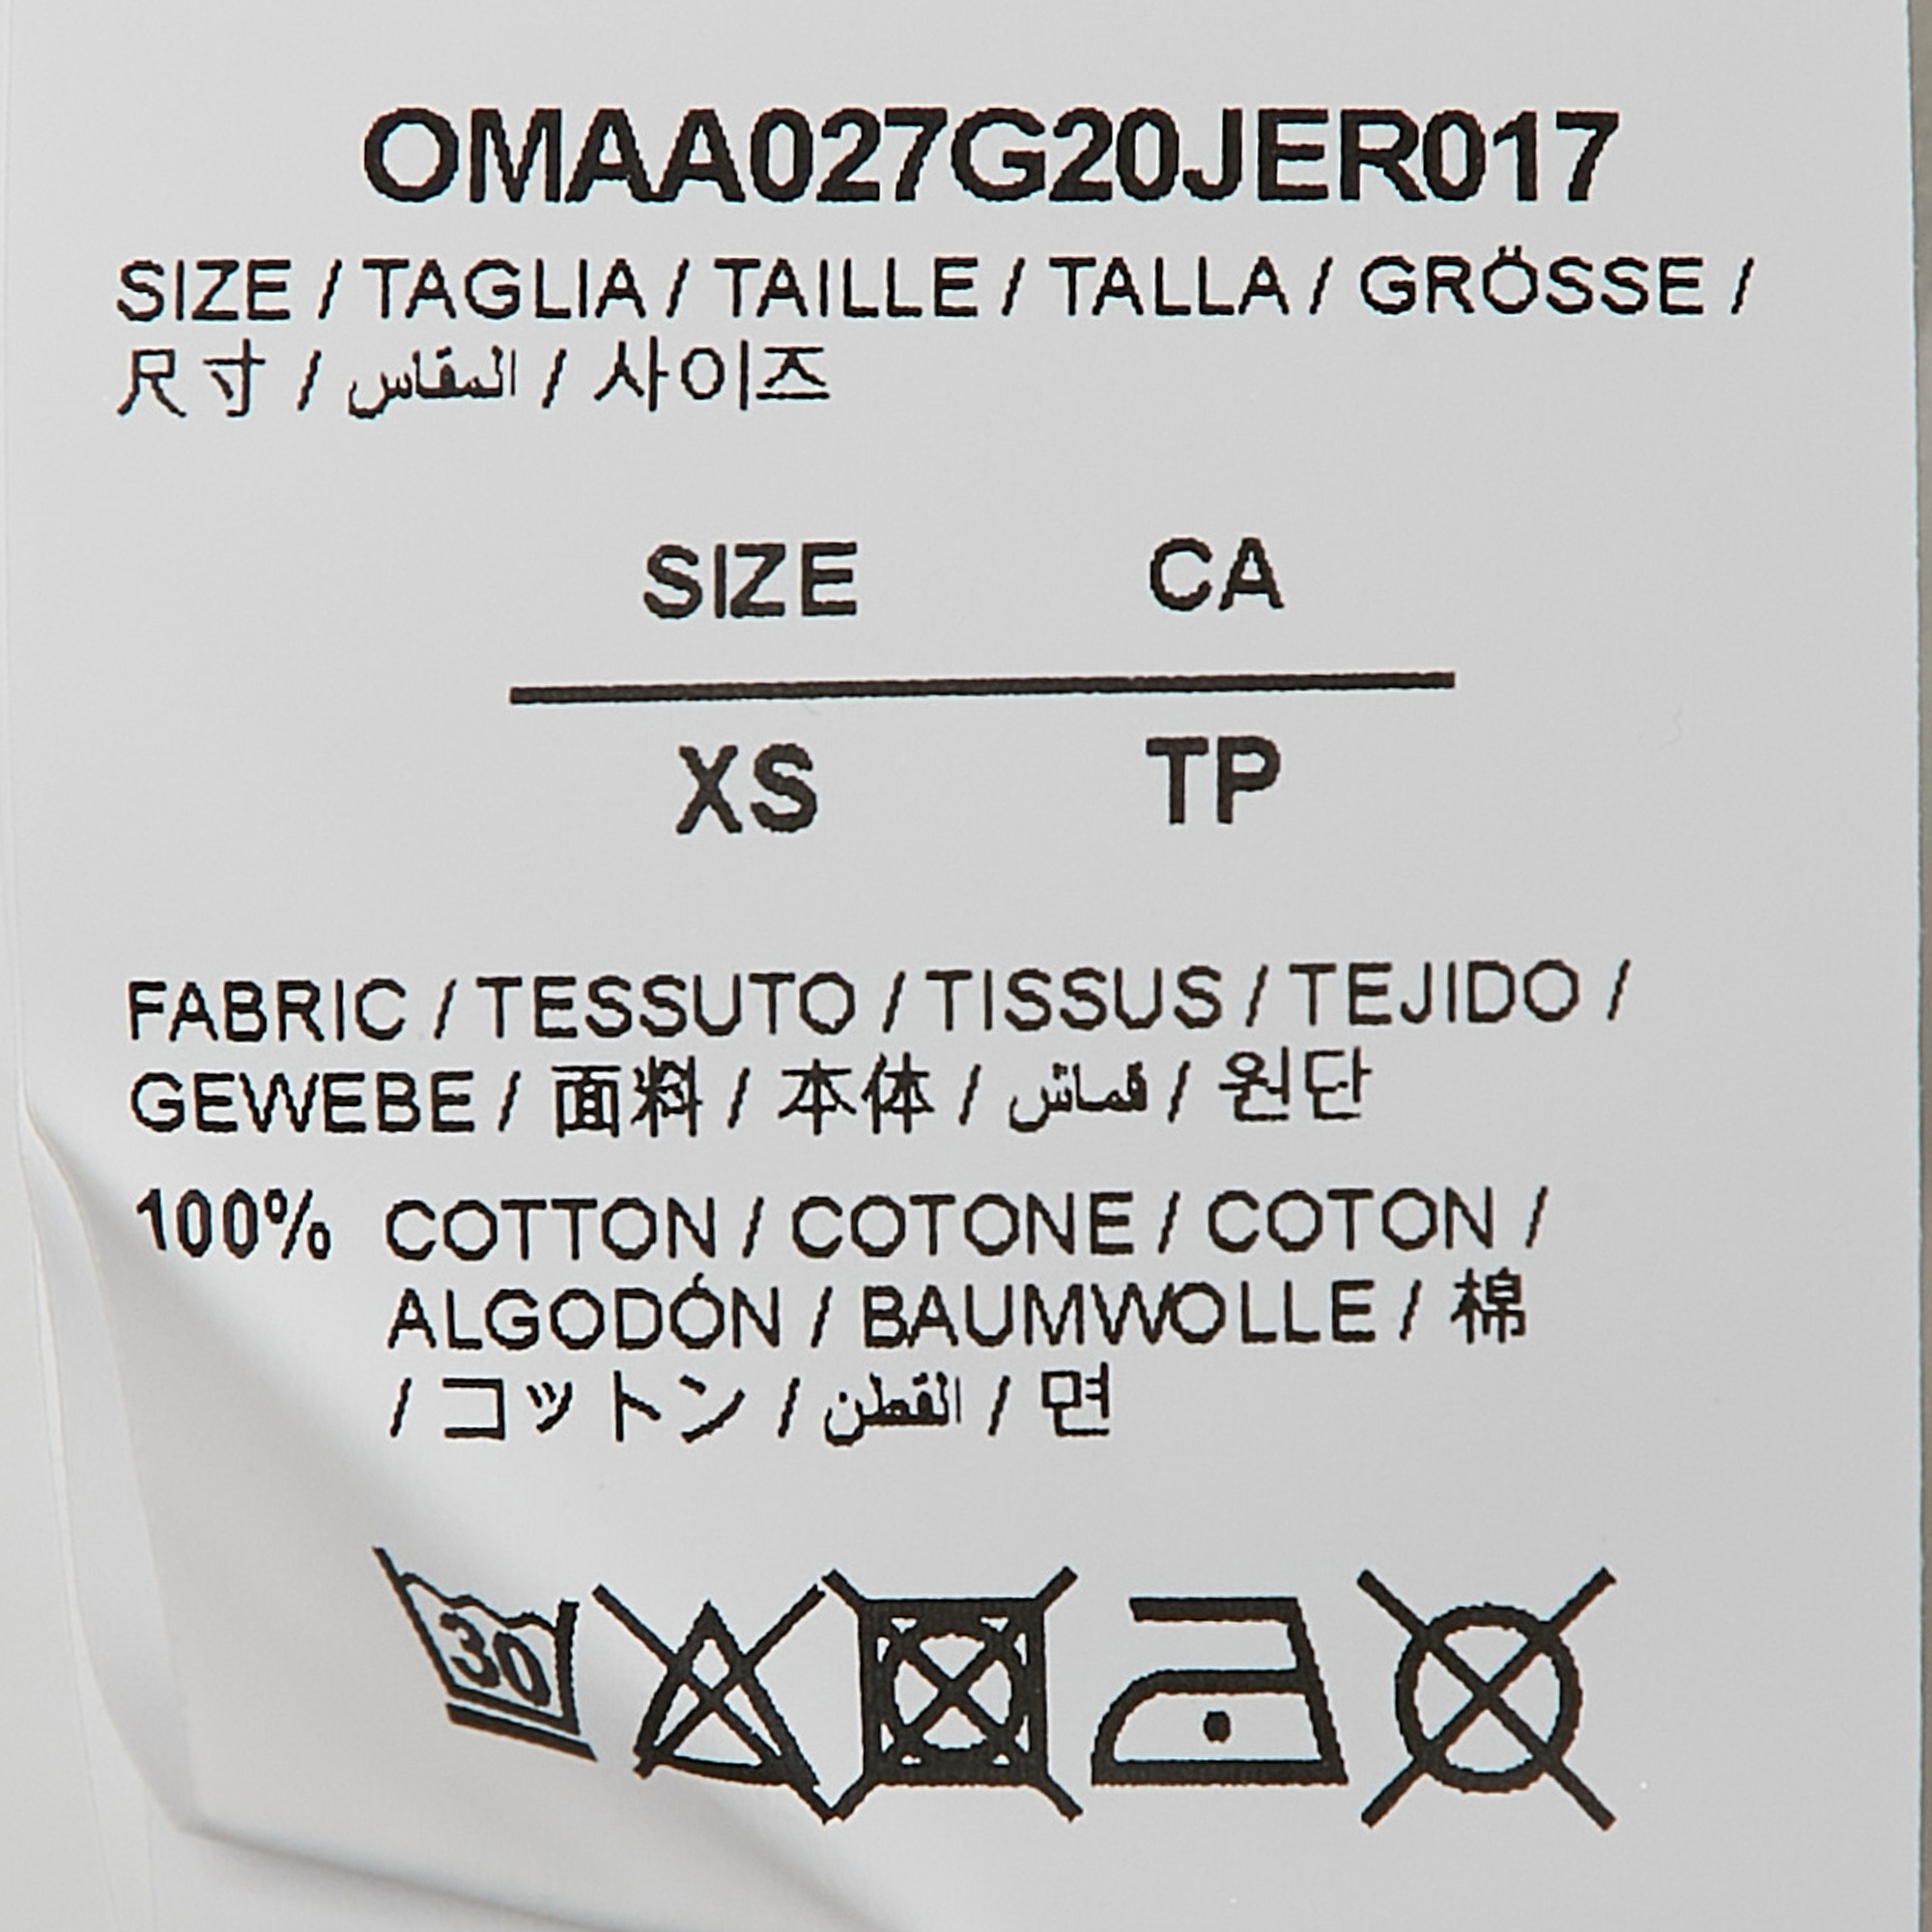 OMAA027G20JER017
SIZE / TAGLIA / TAILLE / TALLA / GRÖSSE /
尺寸 / المقاس / 사이즈
SIZE CA
XS TP
FABRIC / TESSUTO / TISSUS / TEJIDO /
GEWEBE / 面料 / 本体 / قماش / 원단
100% COTTON / COTONE / COTON /
ALGODÓN / BAUMWOLLE / 棉
/ コットン / القطن / 면
30